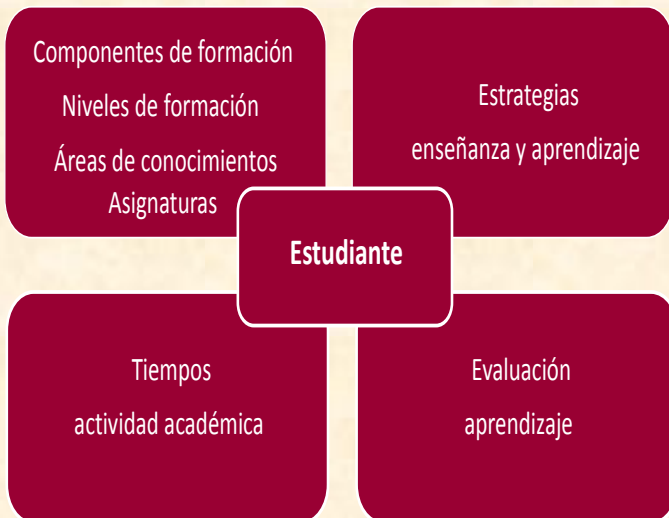 Componentes de formación
Niveles de formación
Áreas de conocimientos
Asignaturas
Estrategias
enseñanza y aprendizaje
Estudiante
Tiempos
actividad académica
Evaluación
aprendizaje